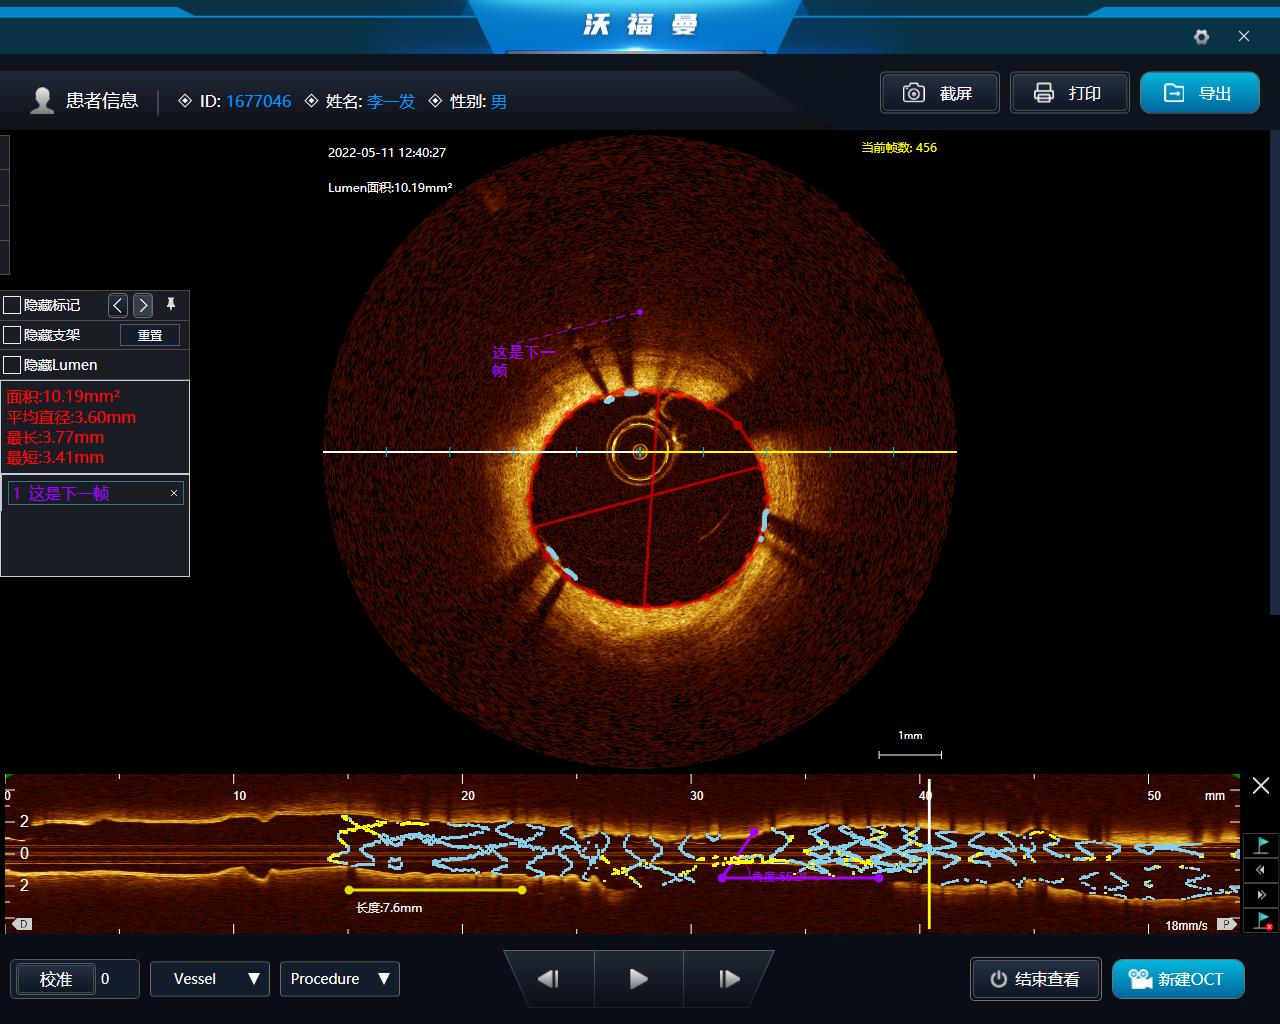 沃福曼
患者信息 ID: 1677046 姓名: 李一发 性别: 男
截屏 打印 导出
2022-05-11 12:40:27
当前帧数: 456
Lumen面积:10.19mm²
隐藏标记
隐藏支架 重置
隐藏Lumen
这是下一
帧
面积:10.19mm²
平均直径:3.60mm
最长:3.77mm
最短:3.41mm
1 这是下一帧
1mm
0 10 20 30 40 50 mm
2
0
2
长度:7.6mm
D 18mm/s P
校准 0 Vessel Procedure 结束查看 新建OCT